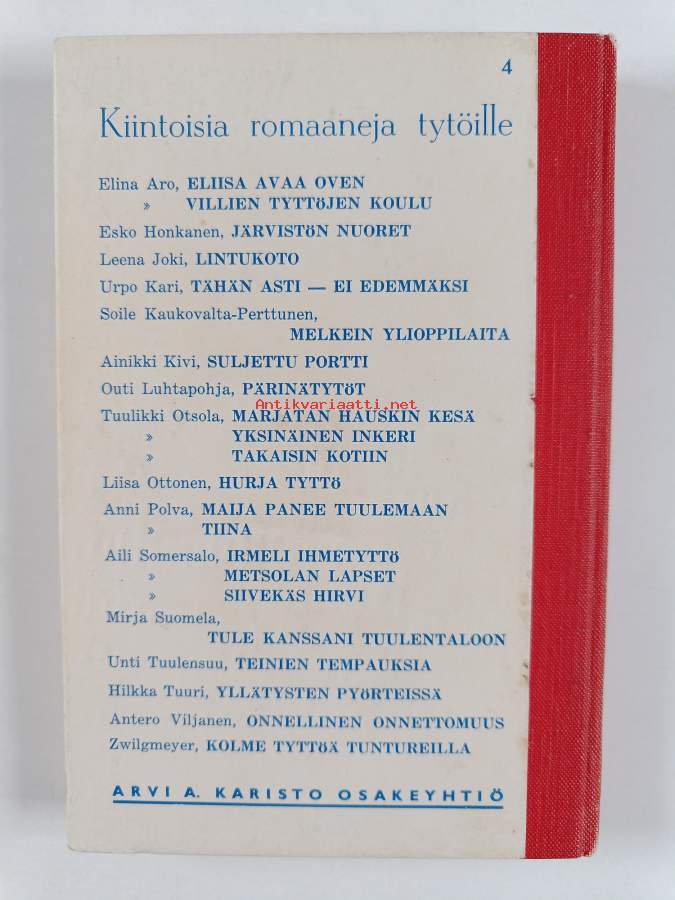 4
Kiintoisia romaaneja tytöille
Elina Aro, ELIISA AVAA OVEN
» VILLIEN TYTTÖJEN KOULU
Esko Honkanen, JÄRVISTÖN NUORET
Leena Joki, LINTUKOTO
Urpo Kari, TÄHÄN ASTI — EI EDEMMÄKSI
Soile Kaukovalta-Perttunen,
MELKEIN YLIOPPILAITA
Ainikki Kivi, SULJETTU PORTTI
Outi Luhtapohja, PÄRINÄTYTÖT
Antikvariaatti.net
Tuulikki Otsola, MARJATAN HAUSKIN KESÄ
» YKSINÄINEN INKERI
» TAKAISIN KOTIIN
Liisa Ottonen, HURJA TYTTÖ
Anni Polva, MAIJA PANEE TUULEMAAN
» TIINA
Aili Somersalo, IRMELI IHMETYTTÖ
» METSOLAN LAPSET
» SIIVEKÄS HIRVI
Mirja Suomela,
TULE KANSSANI TUULENTALOON
Unti Tuulensuu, TEINIEN TEMPAUKSIA
Hilkka Tuuri, YLLÄTYSTEN PYÖRTEISSÄ
Antero Viljanen, ONNELLINEN ONNETTOMUUS
Zwilgmeyer, KOLME TYTTÖÄ TUNTUREILLA
ARVI A. KARISTO OSAKEYHTIÖ